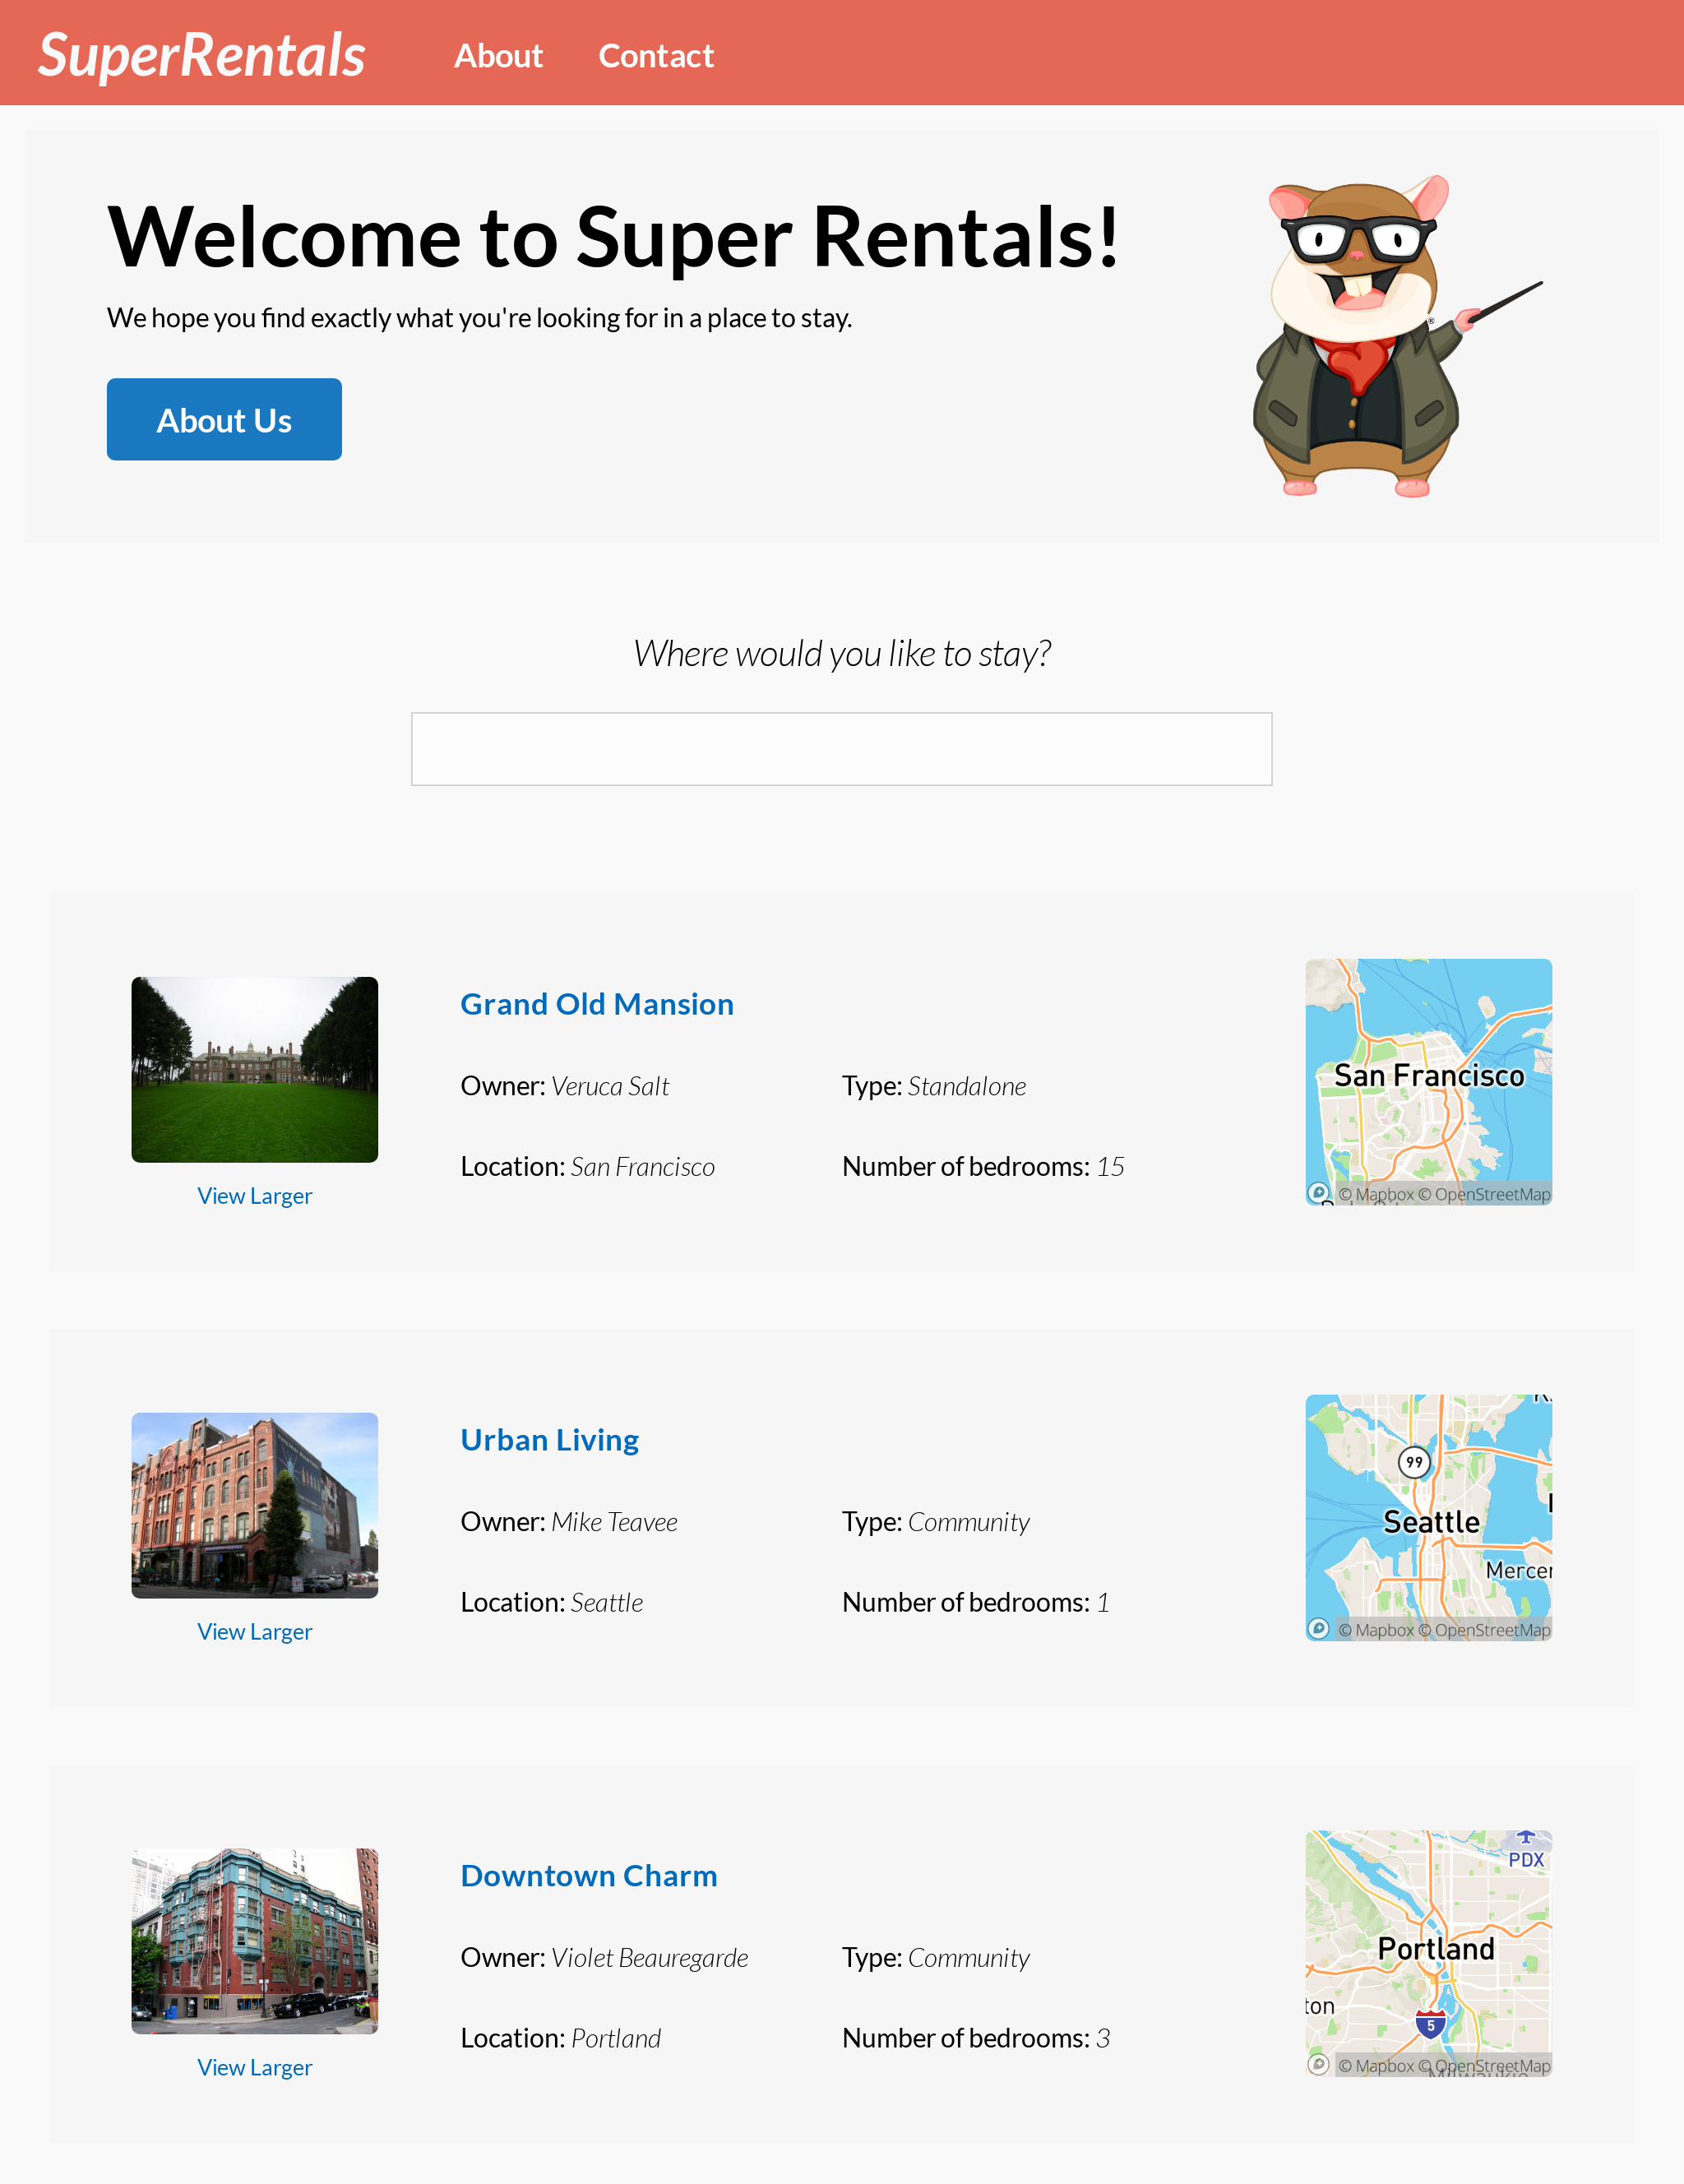 SuperRentals About Contact
Welcome to Super Rentals!
We hope you find exactly what you're looking for in a place to stay.
About Us
®
Where would you like to stay?
Grand Old Mansion
Owner: Veruca Salt Type: Standalone
Location: San Francisco Number of bedrooms: 15
View Larger
San Francisco
© Mapbox © OpenStreetMap
Urban Living
Owner: Mike Teavee Type: Community
Location: Seattle Number of bedrooms: 1
View Larger
99
Seattle
Mercer
© Mapbox © OpenStreetMap
Downtown Charm
Owner: Violet Beauregarde Type: Community
Location: Portland Number of bedrooms: 3
View Larger
PDX
Portland
ton
5
© Mapbox © OpenStreetMap